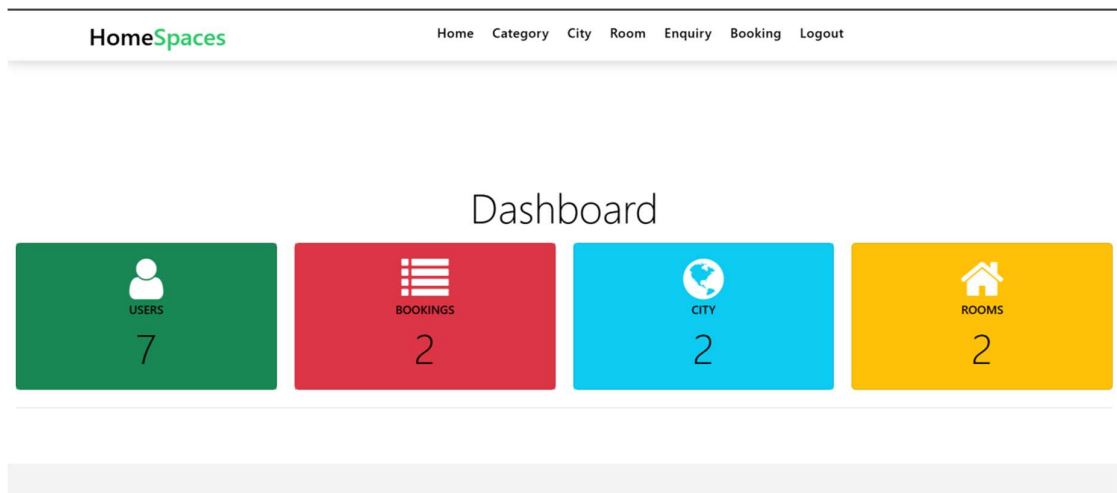 HomeSpaces
Home Category City Room Enquiry Booking Logout
Dashboard
USERS
7
BOOKINGS
2
CITY
2
ROOMS
2